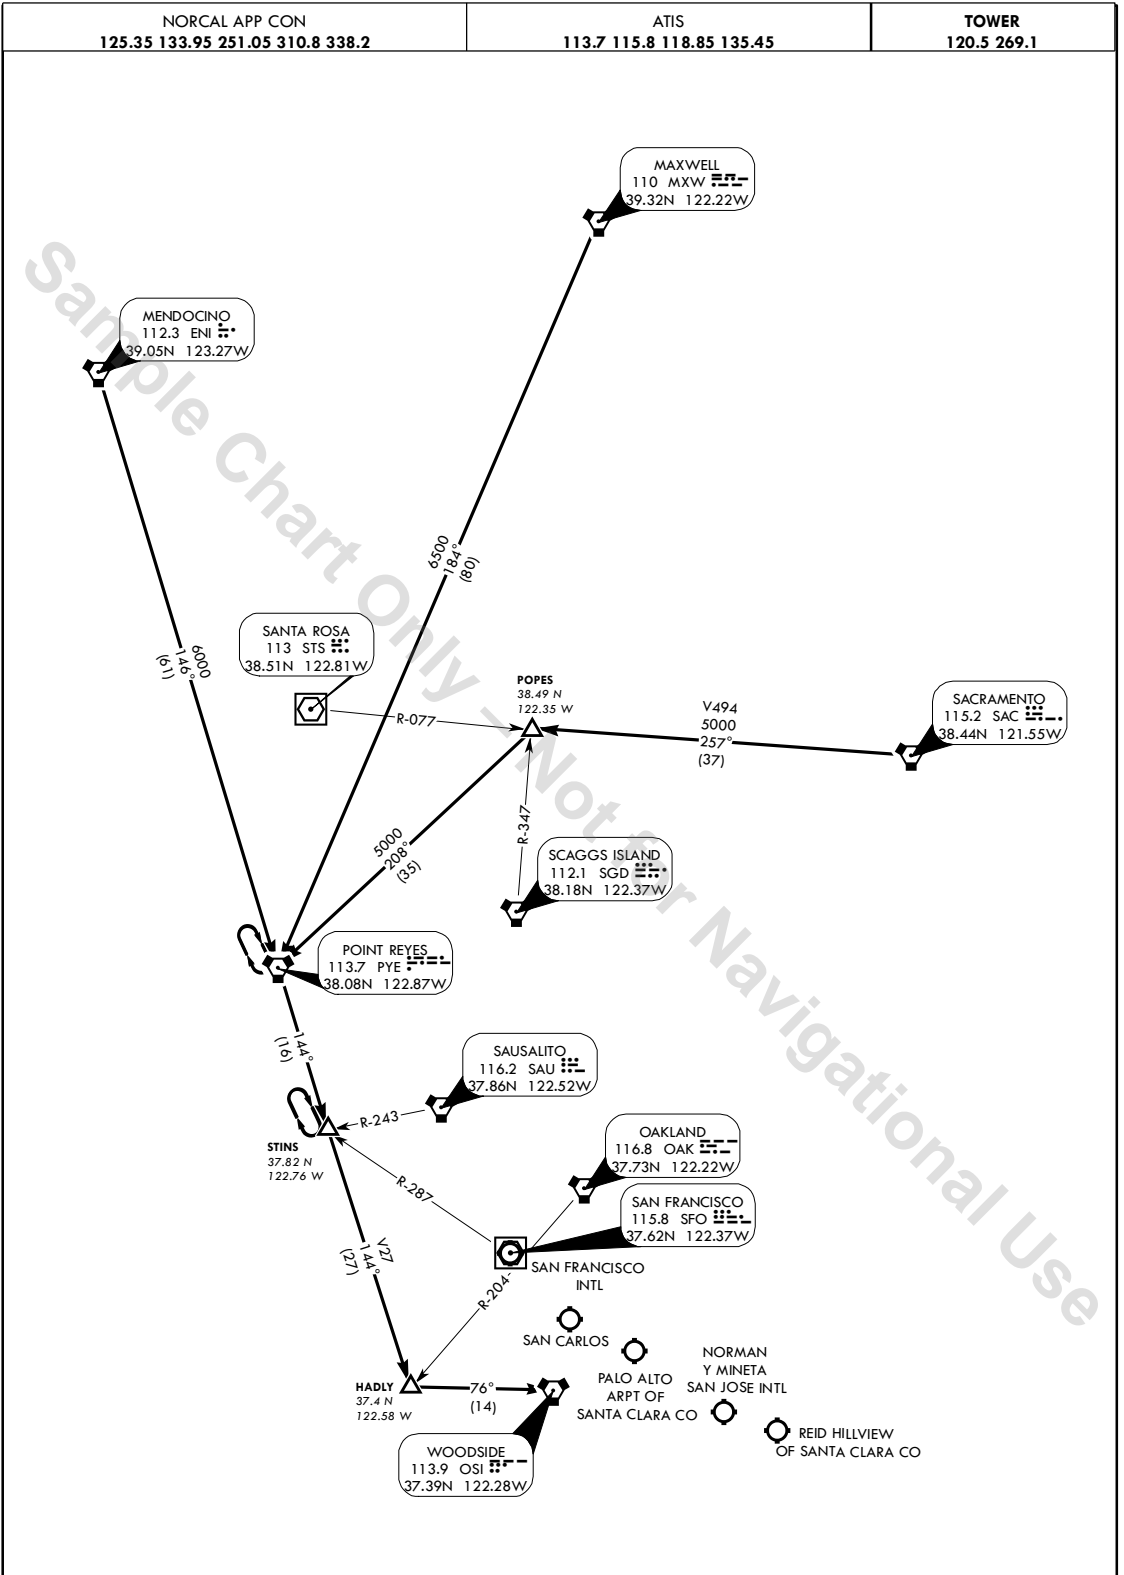 NORCAL APP CON
125.35 133.95 251.05 310.8 338.2
ATIS
113.7 115.8 118.85 135.45
TOWER
120.5 269.1
MAXWELL
110 MXW
39.32N 122.22W
MENDOCINO
112.3 ENI
39.05N 123.27W
6500
184°
(80)
SANTA ROSA
113 STS
38.51N 122.81W
6000
146°
(61)
POPES
38.49 N
122.35 W
R-077
V494
5000
257°
(37)
SACRAMENTO
115.2 SAC
38.44N 121.55W
R-347
5000
208°
(35)
SCAGGS ISLAND
112.1 SGD
38.18N 122.37W
POINT REYES
113.7 PYE
38.08N 122.87W
144°
(16)
SAUSALITO
116.2 SAU
37.86N 122.52W
R-243
STINS
37.82 N
122.76 W
OAKLAND
116.8 OAK
37.73N 122.22W
R-287
SAN FRANCISCO
115.8 SFO
37.62N 122.37W
V27
144°
(27)
SAN FRANCISCO
INTL
R-204
SAN CARLOS
PALO ALTO
ARPT OF
SANTA CLARA CO
NORMAN
Y MINETA
SAN JOSE INTL
HADLY
37.4 N
122.58 W
76°
(14)
REID HILLVIEW
OF SANTA CLARA CO
WOODSIDE
113.9 OSI
37.39N 122.28W
Sample Chart Only – Not for Navigational Use